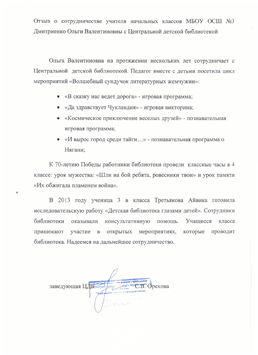 Отзыв о сотрудничестве учителя начальных классов МБОУ ОСШ №3
Дмитриенко Ольги Валентиновны с Центральной детской библиотекой
Ольга Валентиновна на протяжении нескольких лет сотрудничает с
Центральной детской библиотекой. Педагог вместе с детьми посетила цикл
мероприятий «Волшебный сундучок литературных жемчужин»:
• «В сказку нас ведет дорога» - игровая программа;
• «Да здравствует Чукландия» - игровая викторина;
• «Космическое приключение веселых друзей» - познавательная
игровая программа;
• «И вырос город среди тайги…» – познавательная программа о
Нягани;
К 70-летию Победы работники библиотеки провели классные часы в 4
классе: урок мужества: «Шли на бой ребята, ровесники твои» и урок памяти
«Их обжигала пламенем война».
В 2013 году ученица 3 в класса Третьякова Айвика готовила
исследовательскую работу «Детская библиотека глазами детей». Сотрудники
библиотеки оказывали консультативную помощь. Учащиеся класса
принимают участие в открытых мероприятиях, которые проводит
библиотека. Надеемся на дальнейшее сотрудничество.
заведующая ЦДБ С.В. Орехова